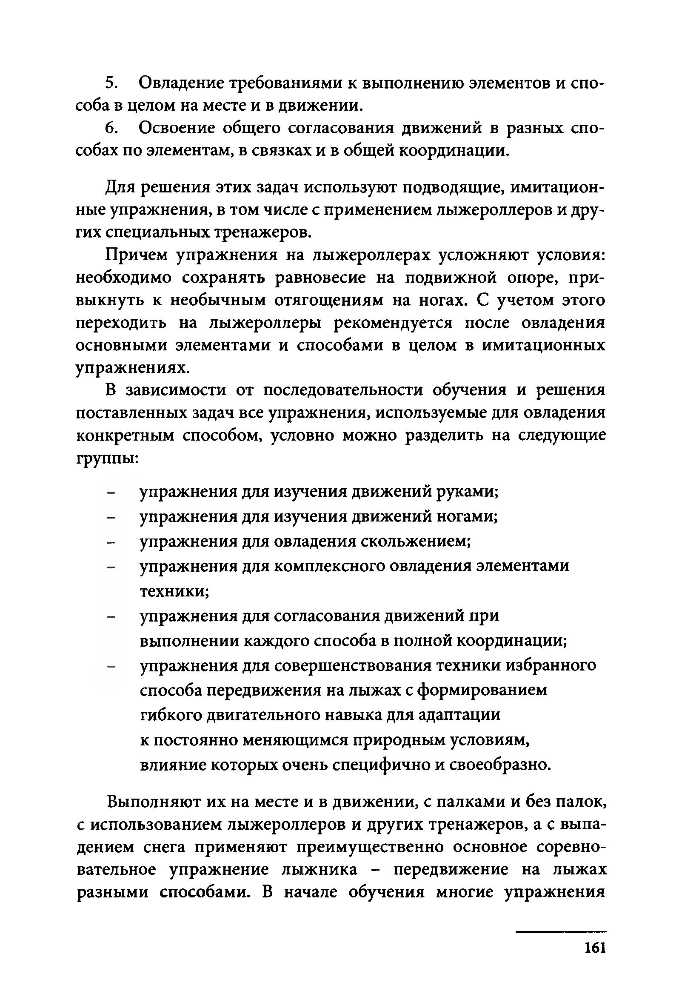 5. Овладение требованиями к выполнению элементов и спо-
соба в целом на месте и в движении.
6. Освоение общего согласования движений в разных спо-
собах по элементам, в связках и в общей координации.
Для решения этих задач используют подводящие, имитацион-
ные упражнения, в том числе с применением лыжероллеров и дру-
гих специальных тренажеров.
Причем упражнения на лыжероллерах усложняют условия:
необходимо сохранять равновесие на подвижной опоре, при-
выкнуть к необычным отягощениям на ногах. С учетом этого
переходить на лыжероллеры рекомендуется после овладения
основными элементами и способами в целом в имитационных
упражнениях.
В зависимости от последовательности обучения и решения
поставленных задач все упражнения, используемые для овладения
конкретным способом, условно можно разделить на следующие
группы:
– упражнения для изучения движений руками;
– упражнения для изучения движений ногами;
– упражнения для овладения скольжением;
– упражнения для комплексного овладения элементами
техники;
– упражнения для согласования движений при
выполнении каждого способа в полной координации;
– упражнения для совершенствования техники избранного
способа передвижения на лыжах с формированием
гибкого двигательного навыка для адаптации
к постоянно меняющимся природным условиям,
влияние которых очень специфично и своеобразно.
Выполняют их на месте и в движении, с палками и без палок,
с использованием лыжероллеров и других тренажеров, а с выпа-
дением снега применяют преимущественно основное соревно-
вательное упражнение лыжника – передвижение на лыжах
разными способами. В начале обучения многие упражнения
161